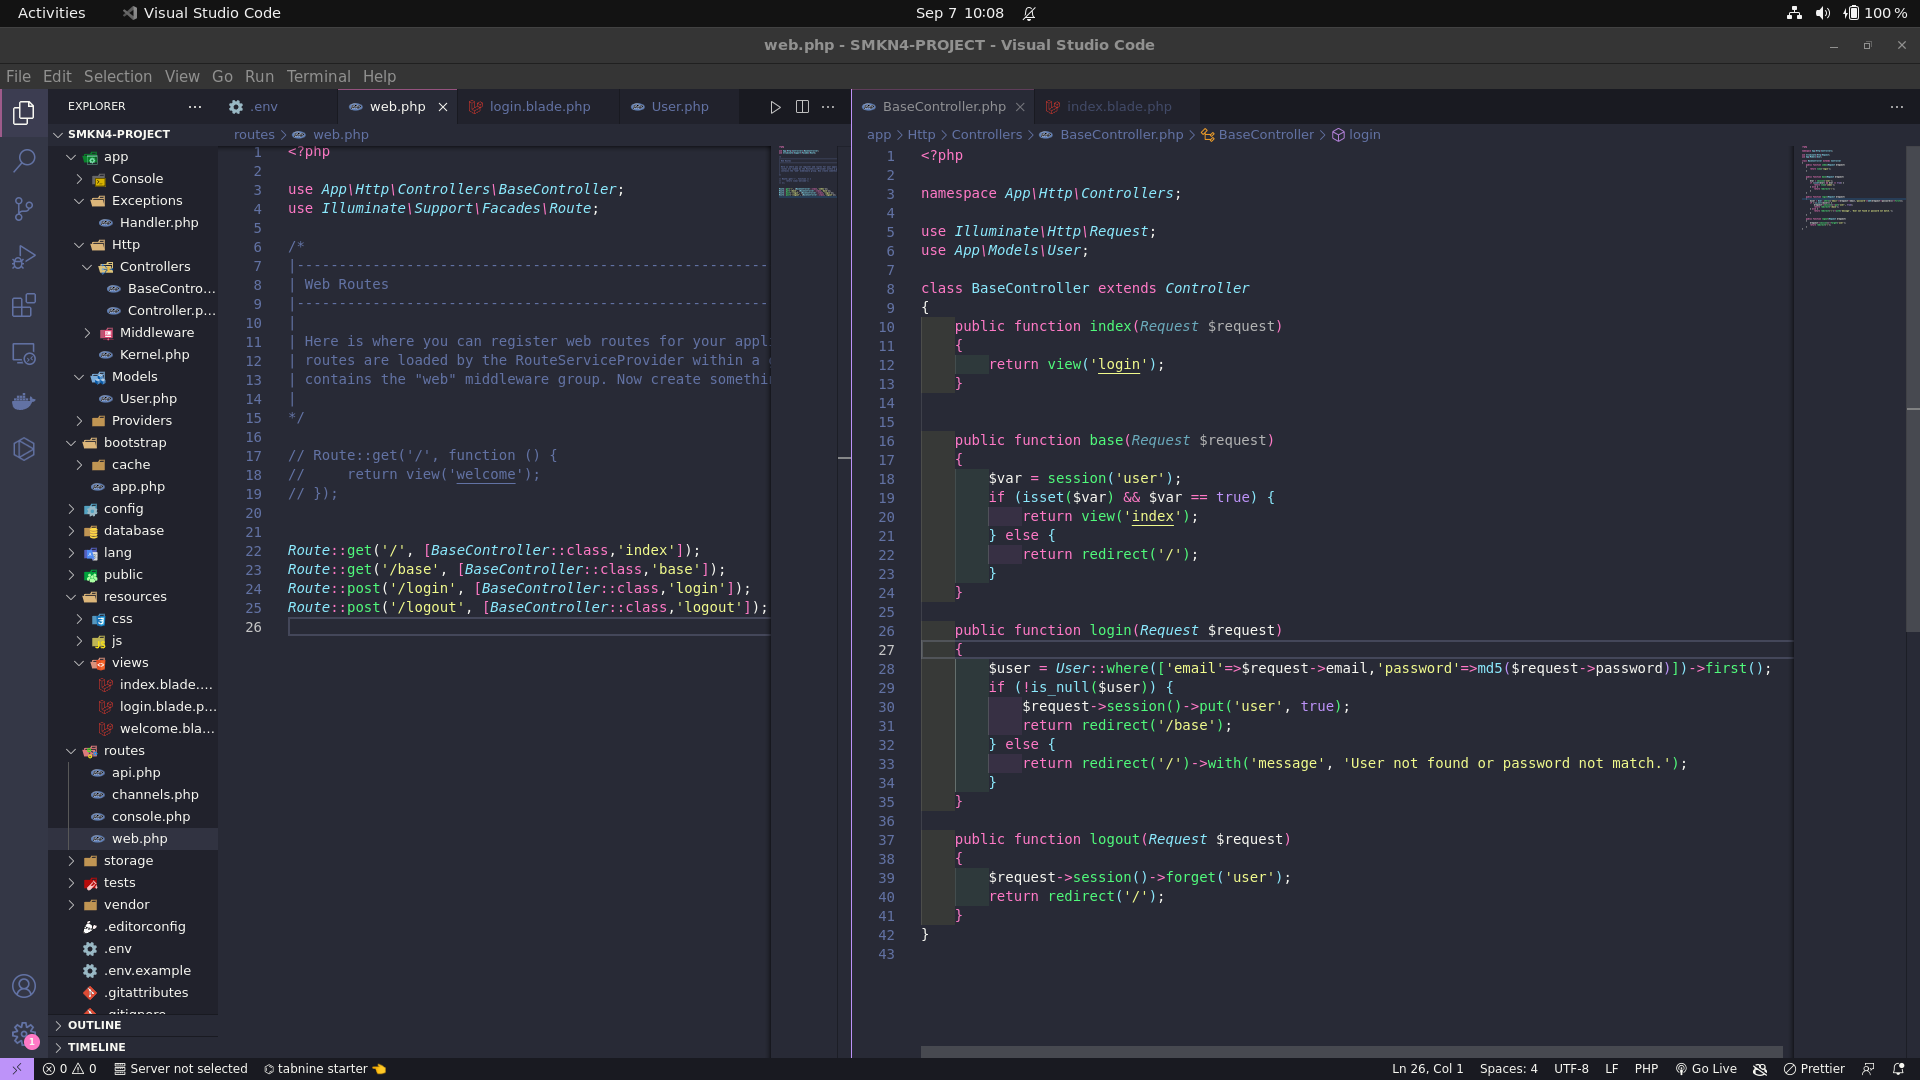 Activities
Visual Studio Code
Sep 7 10:08
100 %
web.php - SMKN4-PROJECT - Visual Studio Code
File Edit Selection View Go Run Terminal Help
EXPLORER
SMKN4-PROJECT
app
Console
Exceptions
Handler.php
Http
Controllers
BaseContro...
Controller.p...
Middleware
Kernel.php
Models
User.php
Providers
bootstrap
cache
app.php
config
database
lang
public
resources
css
js
views
index.blade....
login.blade.p...
welcome.bla...
routes
api.php
channels.php
console.php
web.php
storage
tests
vendor
.editorconfig
.env
.env.example
.gitattributes
.gitignore
OUTLINE
TIMELINE
.env
web.php
login.blade.php
User.php
routes > web.php
1 <?php
2
3 use App\Http\Controllers\BaseController;
4 use Illuminate\Support\Facades\Route;
5
6 /*
7 |--------------------------------------------------------
8 | Web Routes
9 |--------------------------------------------------------
10 |
11 | Here is where you can register web routes for your appl
12 | routes are loaded by the RouteServiceProvider within a
13 | contains the "web" middleware group. Now create somethi
14 |
15 */
16
17 // Route::get('/', function () {
18 //     return view('welcome');
19 // });
20
21
22 Route::get('/', [BaseController::class,'index']);
23 Route::get('/base', [BaseController::class,'base']);
24 Route::post('/login', [BaseController::class,'login']);
25 Route::post('/logout', [BaseController::class,'logout']);
26
BaseController.php
index.blade.php
app > Http > Controllers > BaseController.php > BaseController > login
1 <?php
2
3 namespace App\Http\Controllers;
4
5 use Illuminate\Http\Request;
6 use App\Models\User;
7
8 class BaseController extends Controller
9 {
10     public function index(Request $request)
11     {
12         return view('login');
13     }
14
15
16     public function base(Request $request)
17     {
18         $var = session('user');
19         if (isset($var) && $var == true) {
20             return view('index');
21         } else {
22             return redirect('/');
23         }
24     }
25
26     public function login(Request $request)
27     {
28         $user = User::where(['email'=>$request->email,'password'=>md5($request->password)])->first();
29         if (!is_null($user)) {
30             $request->session()->put('user', true);
31             return redirect('/base');
32         } else {
33             return redirect('/')->with('message', 'User not found or password not match.');
34         }
35     }
36
37     public function logout(Request $request)
38     {
39         $request->session()->forget('user');
40         return redirect('/');
41     }
42 }
43
1
0 0
Server not selected
tabnine starter
Ln 26, Col 1
Spaces: 4
UTF-8
LF
PHP
Go Live
Prettier